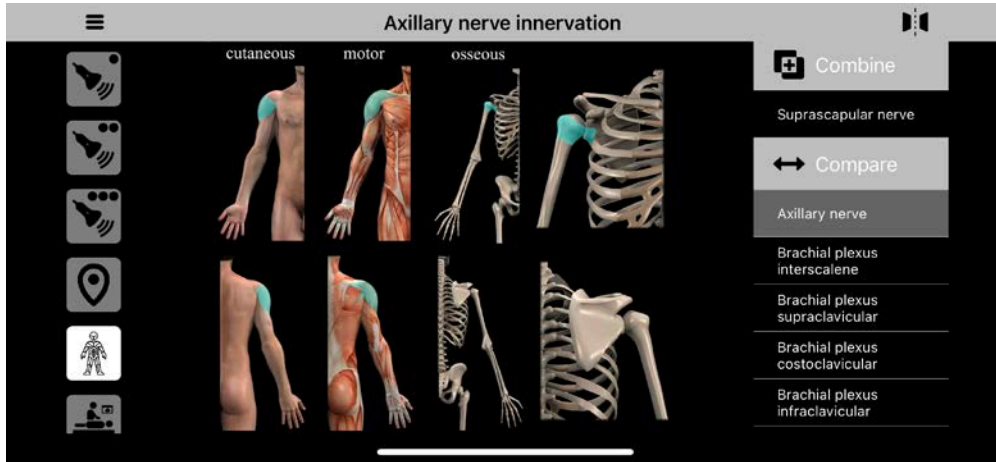 Axillary nerve innervation
cutaneous
motor
osseous
Combine
Suprascapular nerve
Compare
Axillary nerve
Brachial plexus
interscalene
Brachial plexus
supraclavicular
Brachial plexus
costoclavicular
Brachial plexus
infraclavicular